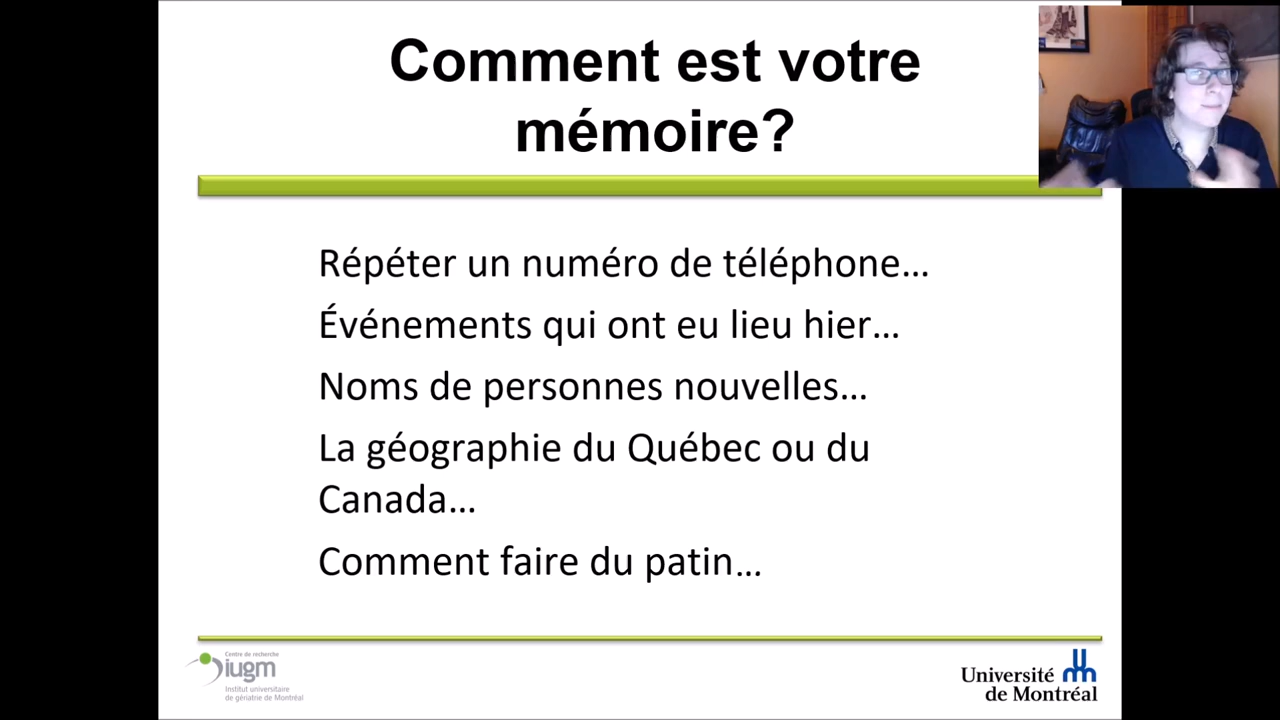 Comment est votre
mémoire?
Répéter un numéro de téléphone…
Événements qui ont eu lieu hier…
Noms de personnes nouvelles…
La géographie du Québec ou du
Canada…
Comment faire du patin…
Centre de recherche
iugm
Institut universitaire
de gériatrie de Montréal
Université
de Montréal